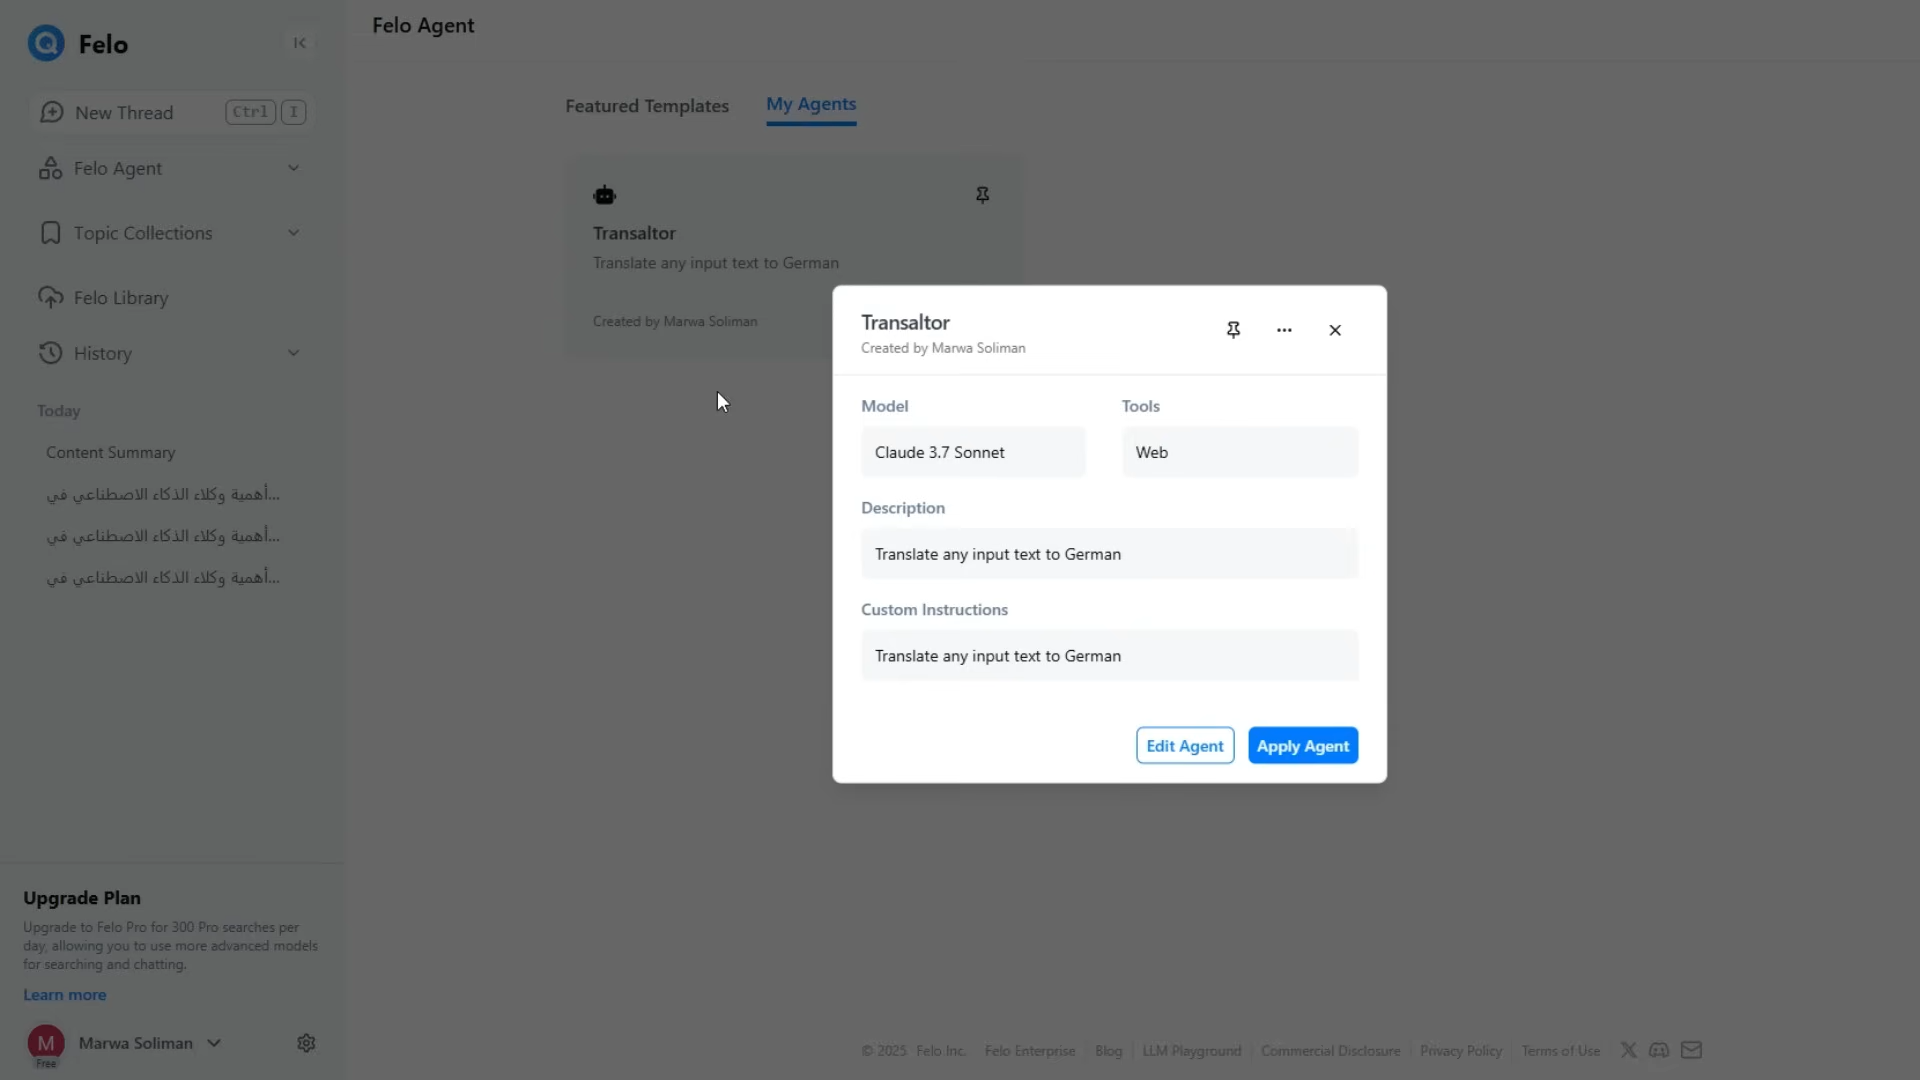 Felo
New Thread Ctrl I
Felo Agent
Topic Collections
Felo Library
History
Today
Content Summary
أهمية وكلاء الذكاء الاصطناعي في...
أهمية وكلاء الذكاء الاصطناعي في...
أهمية وكلاء الذكاء الاصطناعي في...
Upgrade Plan
Upgrade to Felo Pro for 300 Pro searches per
day, allowing you to use more advanced models
for searching and chatting.
Learn more
M
Free
Marwa Soliman
Felo Agent
Featured Templates My Agents
Transaltor
Translate any input text to German
Created by Marwa Soliman
Transaltor
Created by Marwa Soliman
Model Tools
Claude 3.7 Sonnet Web
Description
Translate any input text to German
Custom Instructions
Translate any input text to German
Edit Agent Apply Agent
© 2025 Felo Inc. Felo Enterprise Blog LLM Playground Commercial Disclosure Privacy Policy Terms of Use